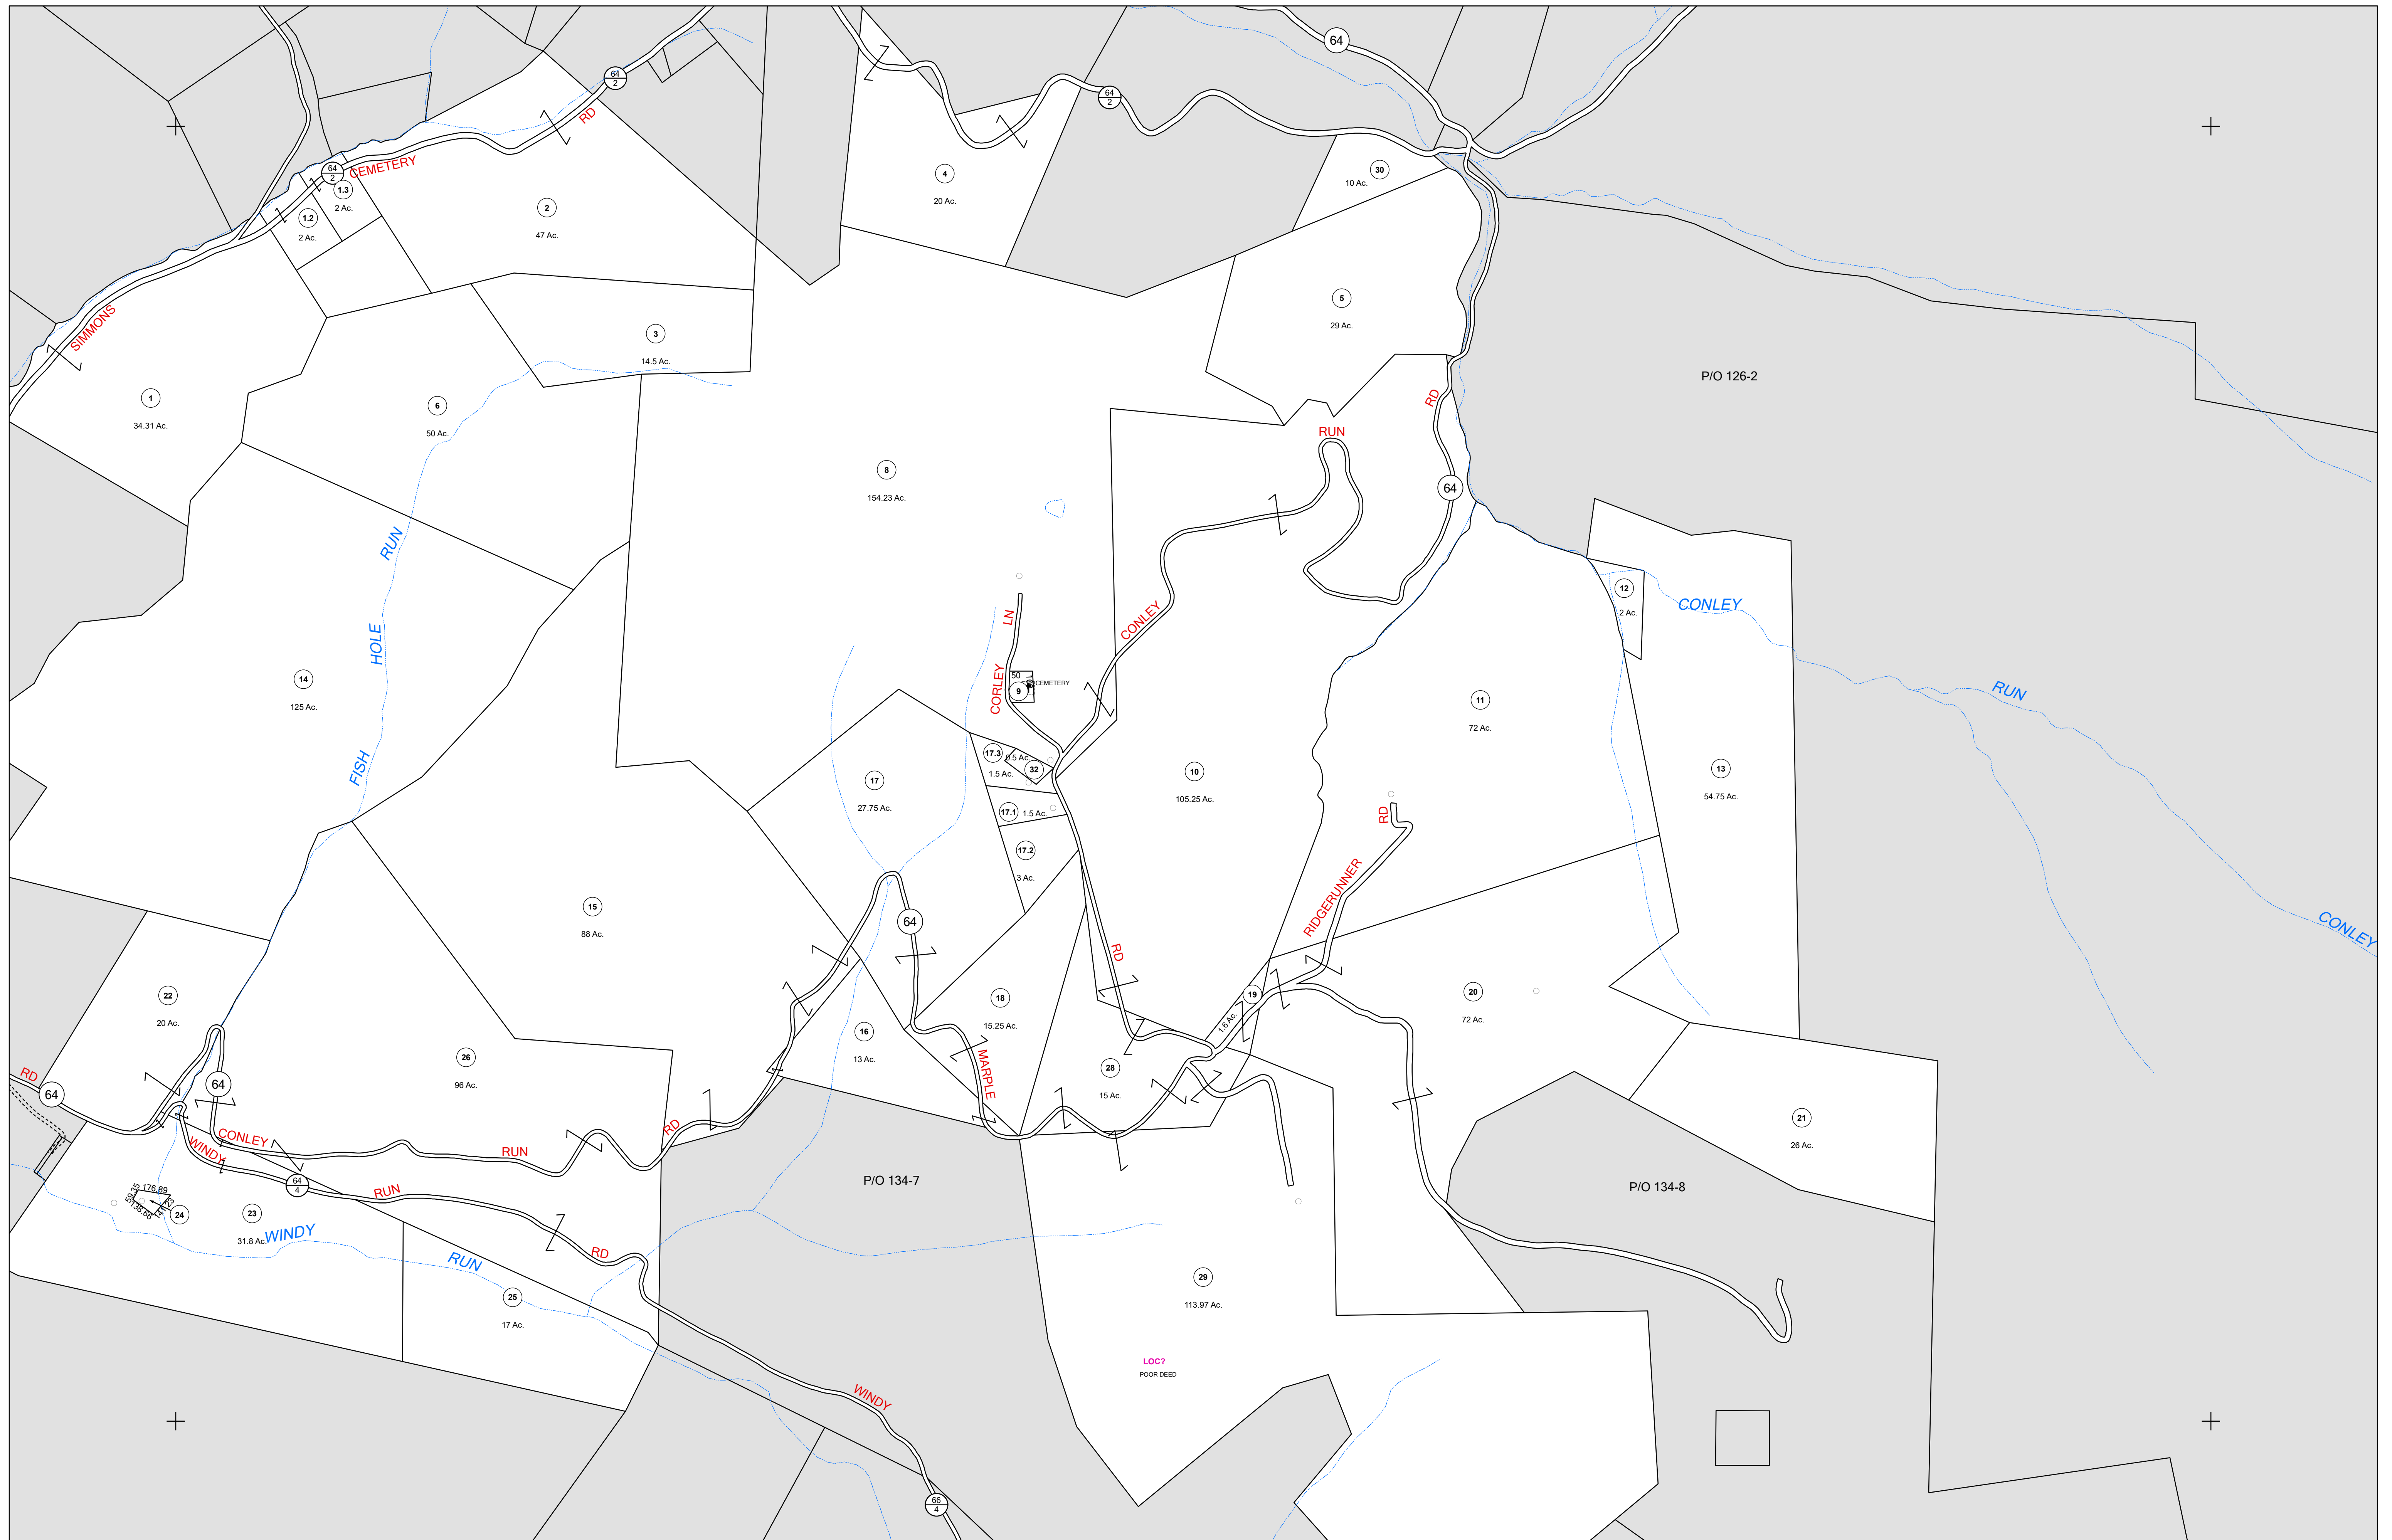 64
64
2
64
2
RD
CEMETERY
64
2
1.3
2 Ac.
1.2
2 Ac.
2
47 Ac.
4
20 Ac.
30
10 Ac.
SIMMONS
3
14.5 Ac.
5
29 Ac.
P/O 126-2
1
34.31 Ac.
6
50 Ac.
RD
RUN
8
154.23 Ac.
64
RUN
HOLE
FISH
12
2 Ac.
CONLEY
RUN
CONLEY
CONLEY
LN
CORLEY
50
9
CEMETERY
14
125 Ac.
11
72 Ac.
13
54.75 Ac.
17.3
0.5 Ac.
32
1.5 Ac.
17
27.75 Ac.
10
105.25 Ac.
17.1
1.5 Ac.
17.2
3 Ac.
RD
RIDGERUNNER
15
88 Ac.
64
RD
22
20 Ac.
18
15.25 Ac.
19
1.6 Ac.
20
72 Ac.
16
13 Ac.
MARPLE
28
15 Ac.
26
96 Ac.
RD
64
64
21
26 Ac.
CONLEY
RUN
RD
WINDY
64
4
RUN
RD
P/O 134-7
P/O 134-8
176.89
59.35
138.66
24
23
31.8 Ac.
WINDY
RUN
25
17 Ac.
29
113.97 Ac.
LOC?
POOR DEED
WINDY
66
4